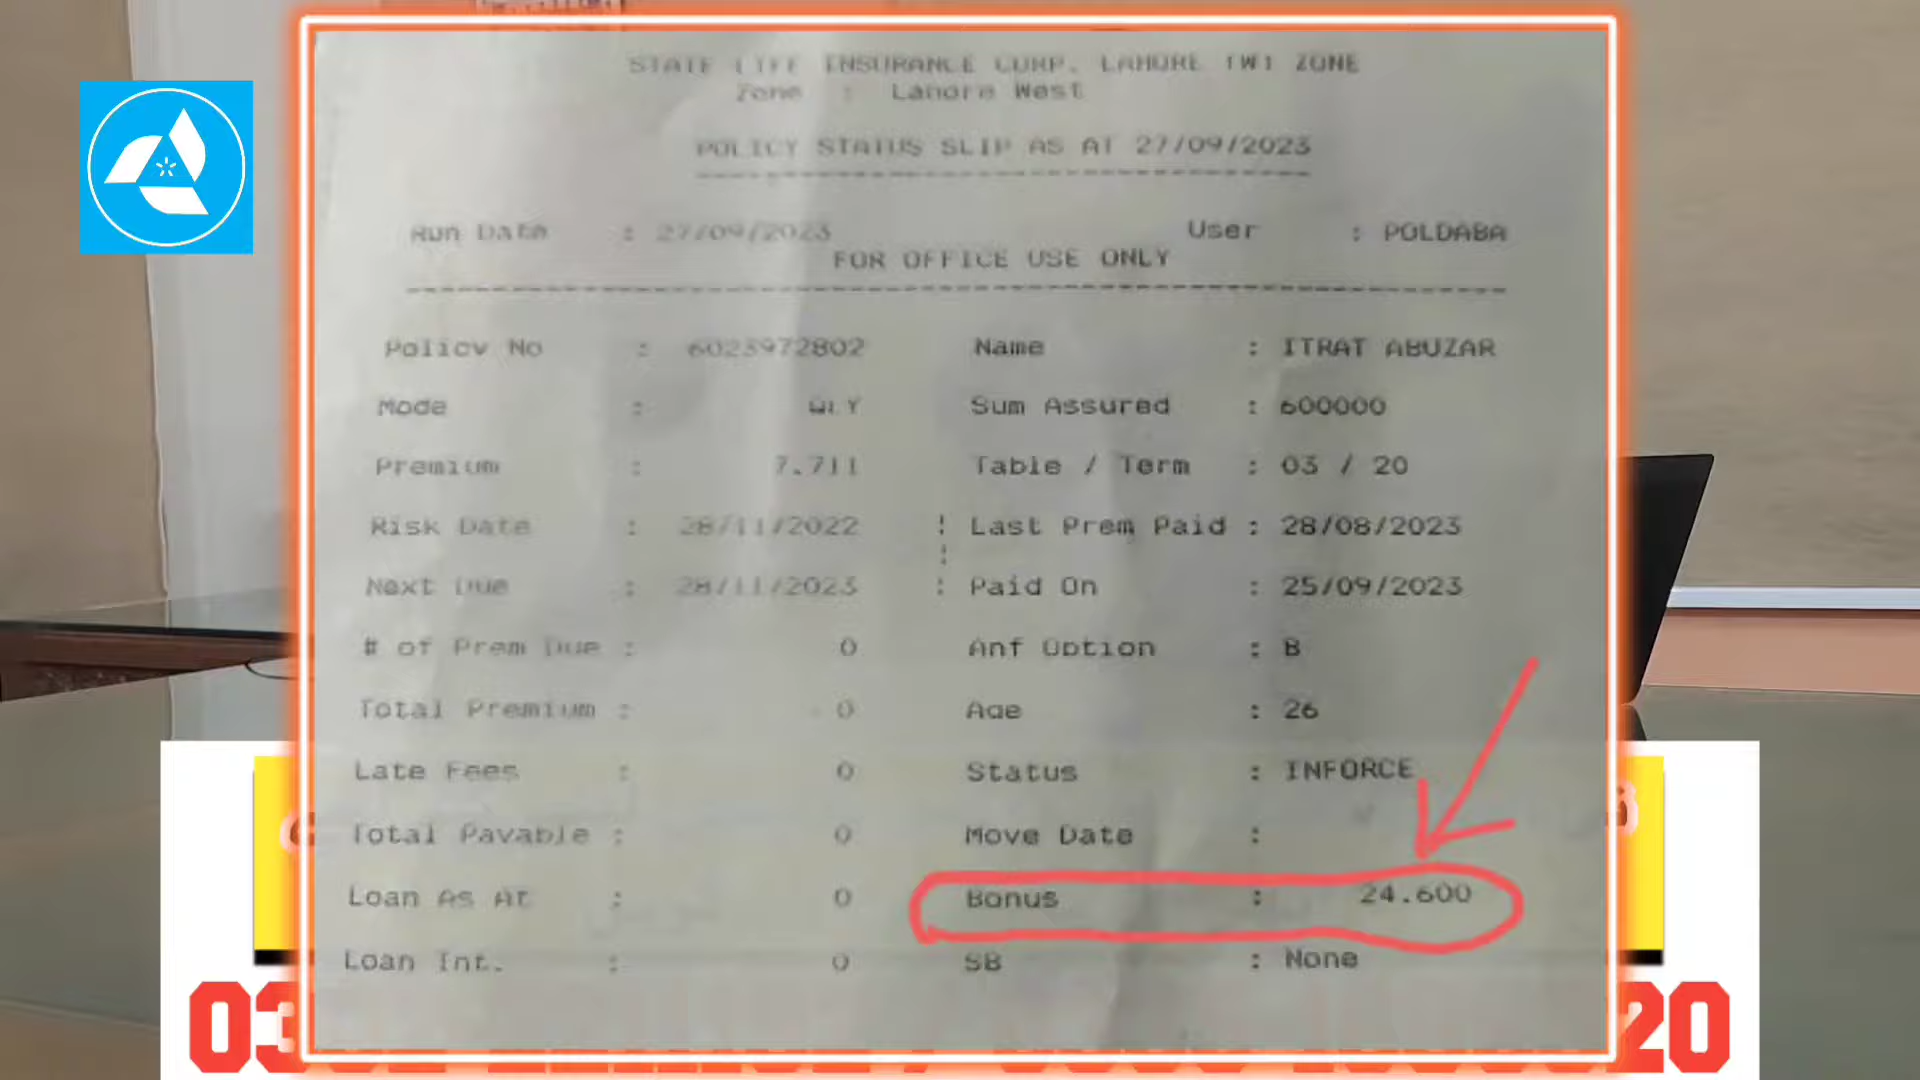 STATE LIFE INSURANCE CORP. LAHORE (W) ZONE
Zone : Lahore West
POLICY STATUS SLIP AS AT 27/09/2023
Run Date : 27/09/2023 User : POLDABA
FOR OFFICE USE ONLY
Policy No : 6023972802 Name : ITRAT ABUZAR
Mode : QLY Sum Assured : 600000
Premium : 7.711 Table / Term : 03 / 20
Risk Date : 28/11/2022 Last Prem Paid : 28/08/2023
Next Due : 28/11/2023 Paid On : 25/09/2023
# of Prem Due : 0 Anf Option : B
Total Premium : 0 Age : 26
Late Fees : 0 Status : INFORCE
Total Payable : 0 Move Date :
Loan As At : 0 Bonus : 24.600
Loan Int. : 0 SB : None